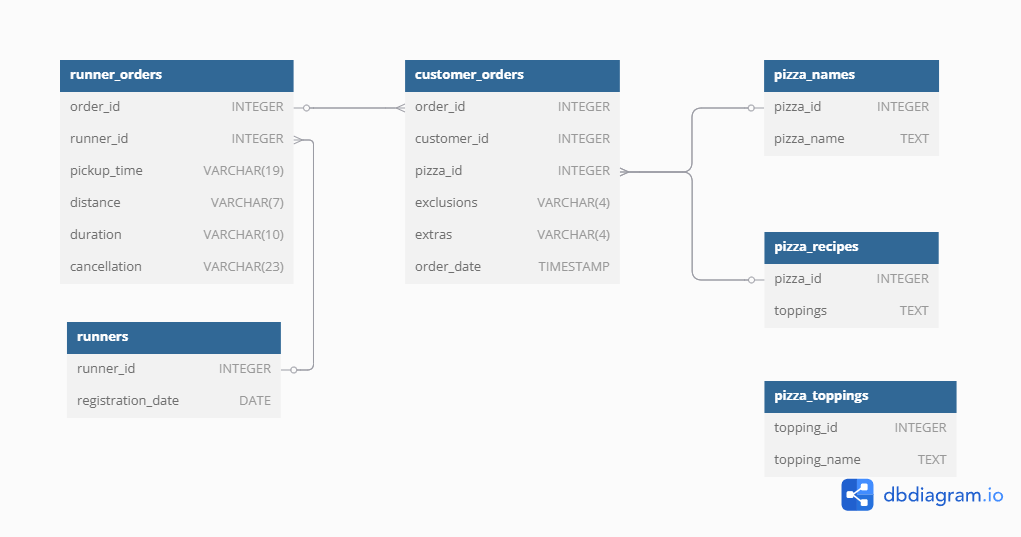 runner_orders
order_id INTEGER
runner_id INTEGER
pickup_time VARCHAR(19)
distance VARCHAR(7)
duration VARCHAR(10)
cancellation VARCHAR(23)
runners
runner_id INTEGER
registration_date DATE
customer_orders
order_id INTEGER
customer_id INTEGER
pizza_id INTEGER
exclusions VARCHAR(4)
extras VARCHAR(4)
order_date TIMESTAMP
pizza_names
pizza_id INTEGER
pizza_name TEXT
pizza_recipes
pizza_id INTEGER
toppings TEXT
pizza_toppings
topping_id INTEGER
topping_name TEXT
dbdiagram.io